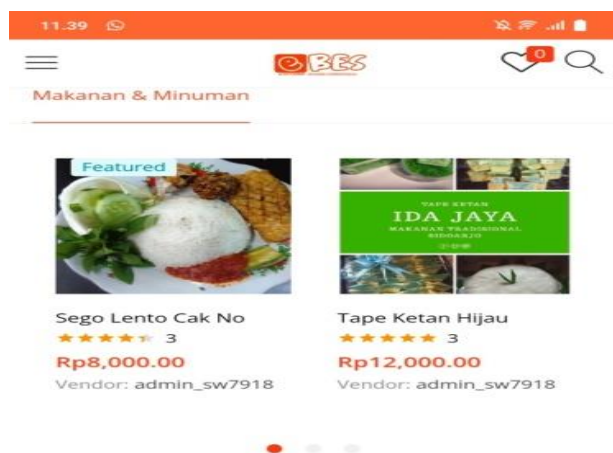 11.39
0
eBES
Makanan & Minuman
Featured
TAPE KETAN
IDA JAYA
MAKANAN TRADISIONAL
SIDOARJO
Sego Lento Cak No
3
Rp8,000.00
Vendor: admin_sw7918
Tape Ketan Hijau
3
Rp12,000.00
Vendor: admin_sw7918